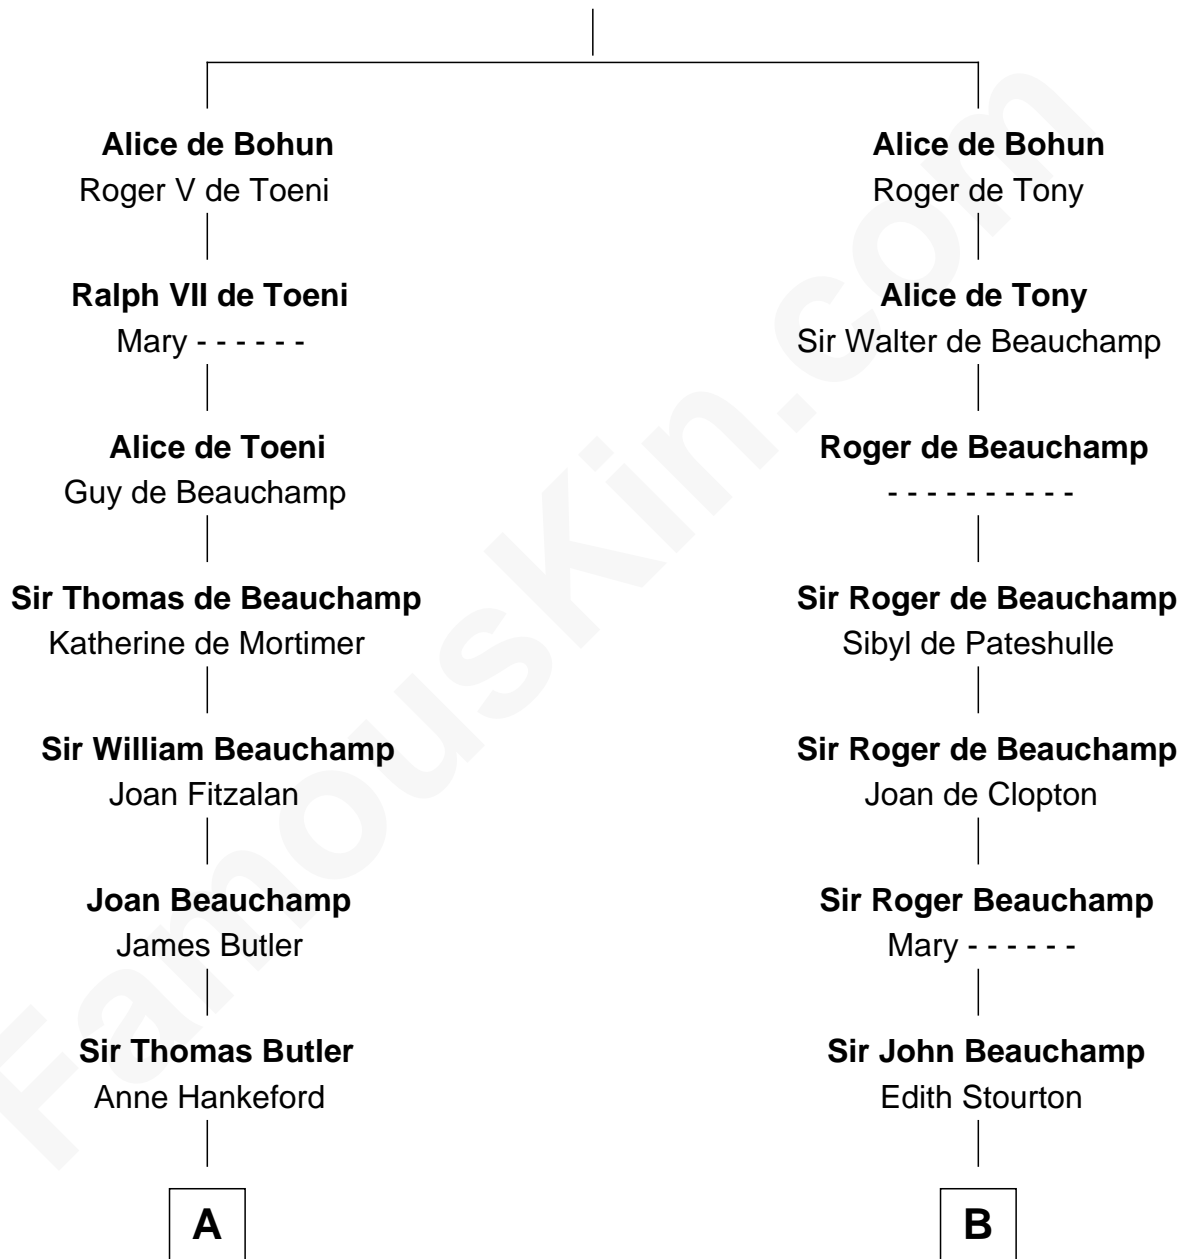 Alice de Bohun
Roger V de Toeni
Ralph VII de Toeni
Mary - - - - - -
Alice de Toeni
Guy de Beauchamp
Sir Thomas de Beauchamp
Katherine de Mortimer
Sir William Beauchamp
Joan Fitzalan
Joan Beauchamp
James Butler
Sir Thomas Butler
Anne Hankeford
A
Alice de Bohun
Roger de Tony
Alice de Tony
Sir Walter de Beauchamp
Roger de Beauchamp
- - - - - - - - - -
Sir Roger de Beauchamp
Sibyl de Pateshulle
Sir Roger de Beauchamp
Joan de Clopton
Sir Roger Beauchamp
Mary - - - - - -
Sir John Beauchamp
Edith Stourton
B
FamousKin.com